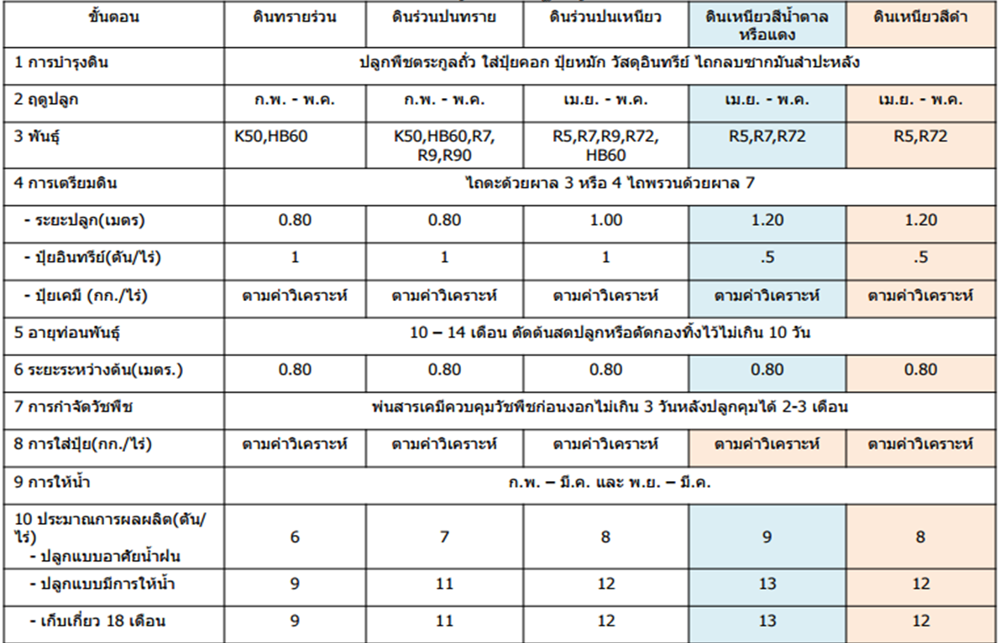 ขั้นตอน ดินทรายร่วน ดินร่วนปนทราย ดินร่วนปนเหนียว ดินเหนียวสีน้ำตาล ดินเหนียวสีดำ
หรือแดง
1 การบำรุงดิน ปลูกพืชตระกูลถั่ว ใส่ปุ๋ยคอก ปุ๋ยหมัก วัสดุอินทรีย์ ไถกลบซากมันสำปะหลัง
2 ฤดูปลูก ก.พ. - พ.ค. ก.พ. - พ.ค. เม.ย. - พ.ค. เม.ย. - พ.ค. เม.ย. - พ.ค.
3 พันธุ์ K50,HB60 K50,HB60,R7, R5,R7,R9,R72, R5,R7,R72 R5,R72
R9,R90 HB60
4 การเตรียมดิน ไถดะด้วยผาล 3 หรือ 4 ไถพรวนด้วยผาล 7
- ระยะปลูก(เมตร) 0.80 0.80 1.00 1.20 1.20
- ปุ๋ยอินทรีย์(ตัน/ไร่) 1 1 1 .5 .5
- ปุ๋ยเคมี (กก./ไร่) ตามค่าวิเคราะห์ ตามค่าวิเคราะห์ ตามค่าวิเคราะห์ ตามค่าวิเคราะห์ ตามค่าวิเคราะห์
5 อายุท่อนพันธุ์ 10 – 14 เดือน ตัดต้นสดปลูกหรือตัดกองทิ้งไว้ไม่เกิน 10 วัน
6 ระยะระหว่างต้น(เมตร.) 0.80 0.80 0.80 0.80 0.80
7 การกำจัดวัชพืช พ่นสารเคมีควบคุมวัชพืชก่อนงอกไม่เกิน 3 วันหลังปลูกคุมได้ 2-3 เดือน
8 การใส่ปุ๋ย(กก./ไร่) ตามค่าวิเคราะห์ ตามค่าวิเคราะห์ ตามค่าวิเคราะห์ ตามค่าวิเคราะห์ ตามค่าวิเคราะห์
9 การให้น้ำ ก.พ. – มี.ค. และ พ.ย. – มี.ค.
10 ประมาณการผลผลิต(ตัน/
ไร่) 6 7 8 9 8
- ปลูกแบบอาศัยน้ำฝน
- ปลูกแบบมีการให้น้ำ 9 11 12 13 12
- เก็บเกี่ยว 18 เดือน 9 11 12 13 12